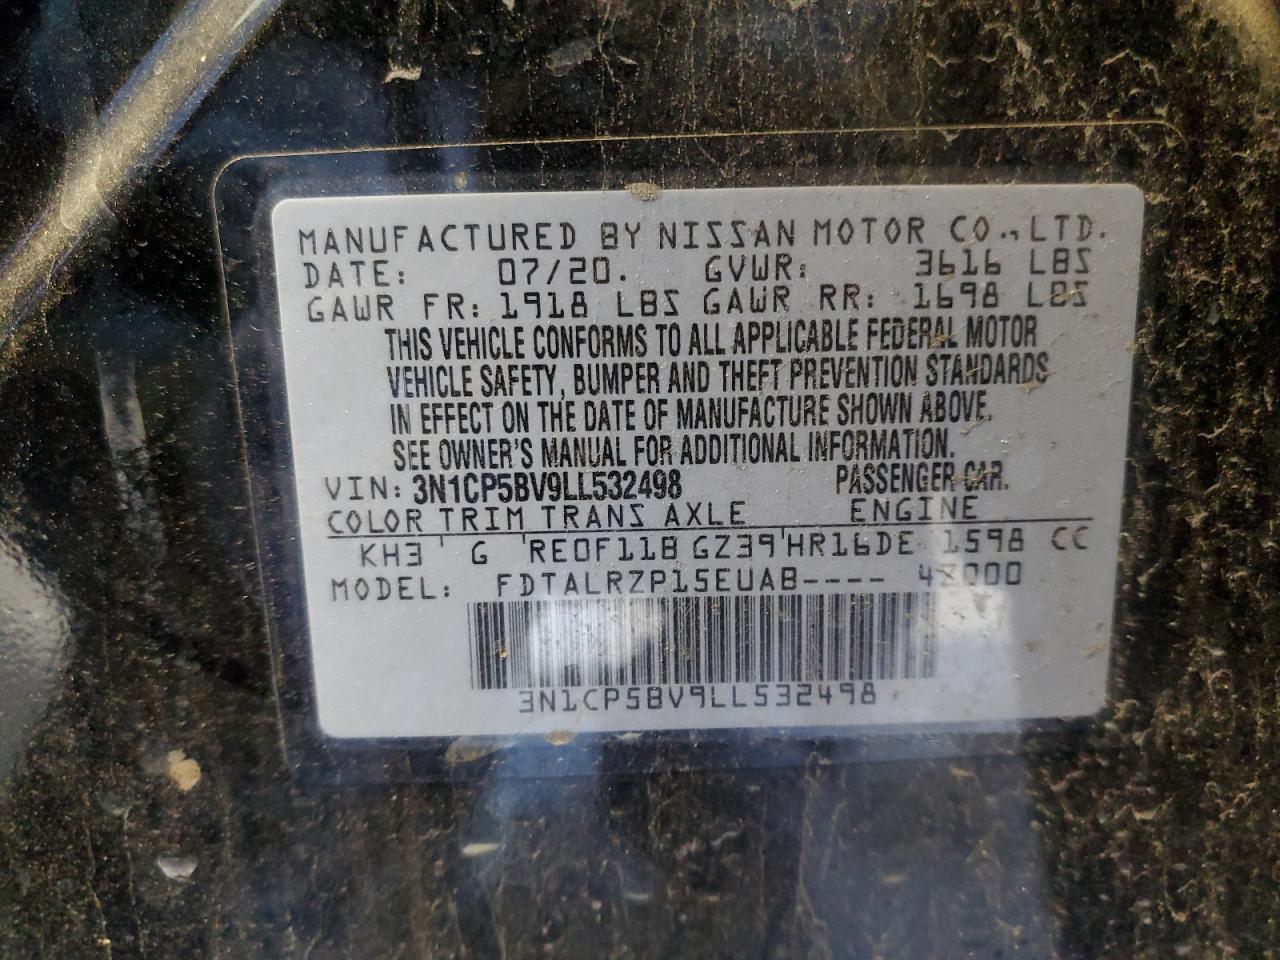 MANUFACTURED BY NISSAN MOTOR CO., LTD.
DATE: 07/20. GVWR: 3616 LBS
GAWR FR: 1918 LBS GAWR RR: 1698 LBS
THIS VEHICLE CONFORMS TO ALL APPLICABLE FEDERAL MOTOR
VEHICLE SAFETY, BUMPER AND THEFT PREVENTION STANDARDS
IN EFFECT ON THE DATE OF MANUFACTURE SHOWN ABOVE.
SEE OWNER'S MANUAL FOR ADDITIONAL INFORMATION.
VIN: 3N1CP5BV9LL532498 PASSENGER CAR.
COLOR TRIM TRANS AXLE ENGINE
KH3 G RE0F11B GZ39 HR16DE 1598 CC
MODEL: FDTALRZP15EUAB----
3N1CP5BV9LL532498